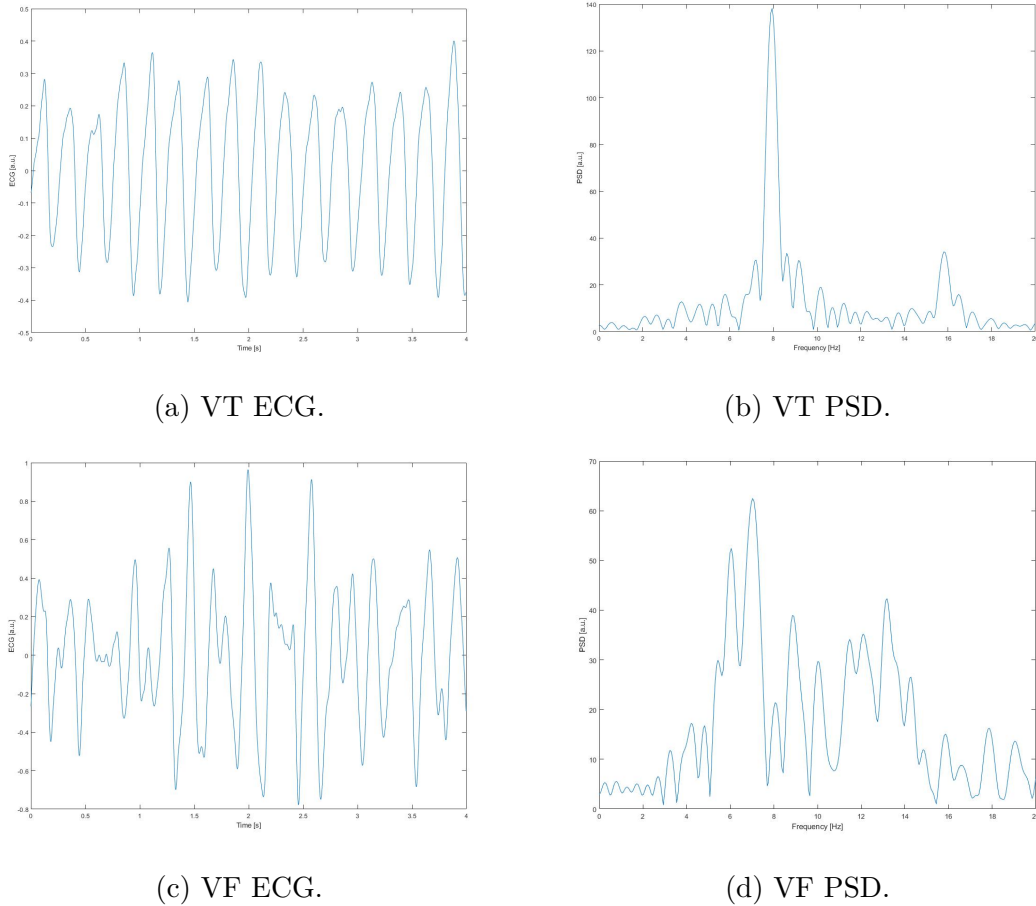 0.5
0.4
0.3
0.2
0.1
0
-0.1
-0.2
-0.3
-0.4
-0.5
ECG [a.u.]
0 0.5 1 1.5 2 2.5 3 3.5 4
Time [s]
140
120
100
80
60
40
20
0
PSD [a.u.]
0 2 4 6 8 10 12 14 16 18 20
Frequency [Hz]
(a) VT ECG.
(b) VT PSD.
1
0.8
0.6
0.4
0.2
0
-0.2
-0.4
-0.6
-0.8
ECG [a.u.]
0 0.5 1 1.5 2 2.5 3 3.5 4
Time [s]
70
60
50
40
30
20
10
0
PSD [a.u.]
0 2 4 6 8 10 12 14 16 18 20
Frequency [Hz]
(c) VF ECG.
(d) VF PSD.